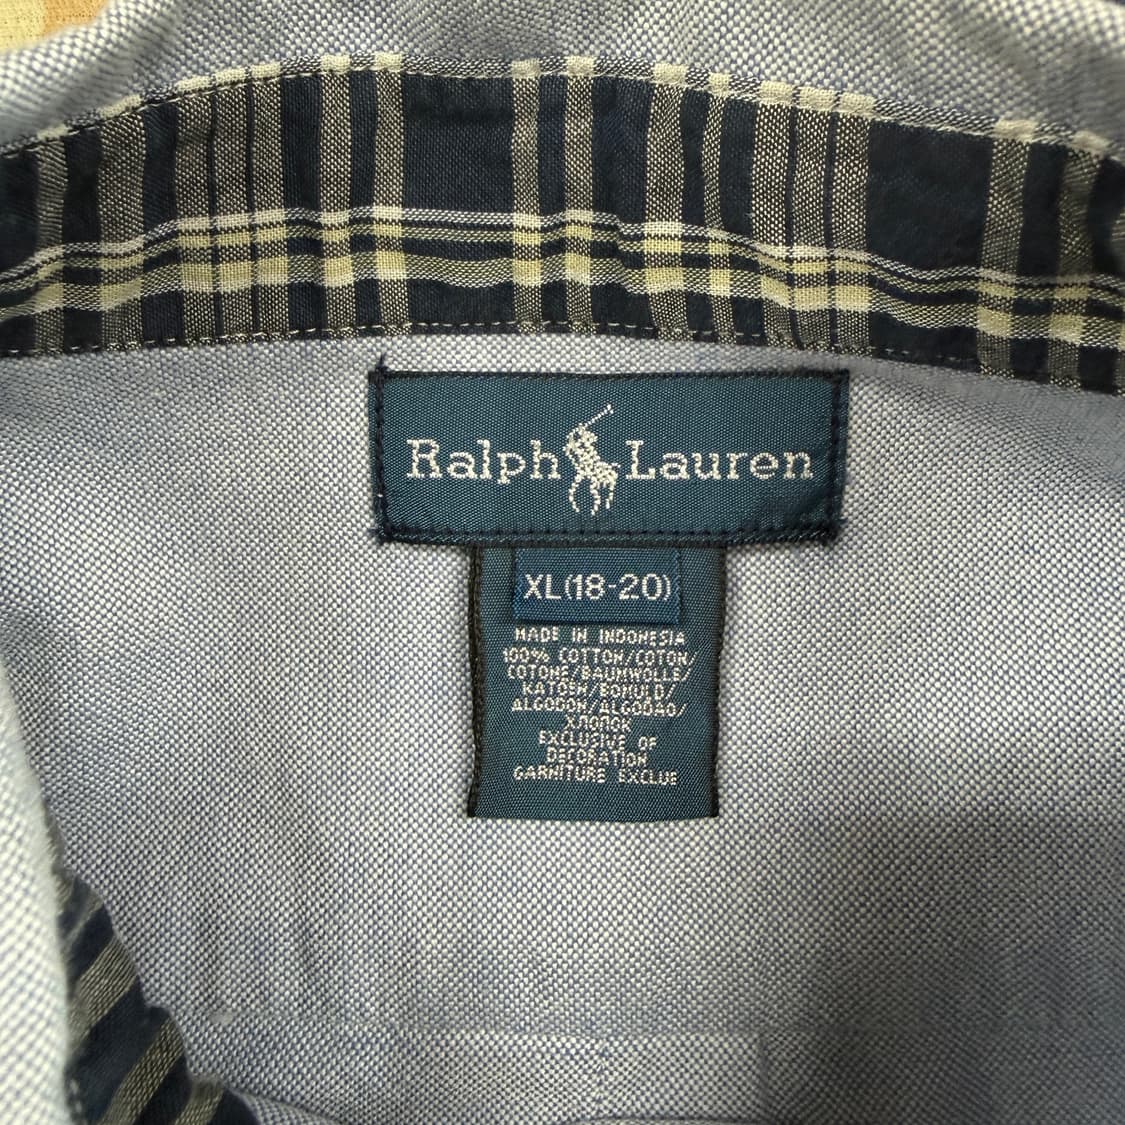 Ralph Lauren
XL(18-20)
MADE IN INDONESIA
100% COTTON/COTON/
COTONE/BAUMWOLLE/
KATOEN/BOMULD/
ALGODON/ALGODAO/
ХЛОПОК
EXCLUSIVE OF
DECORATION
GARNITURE EXCLUE